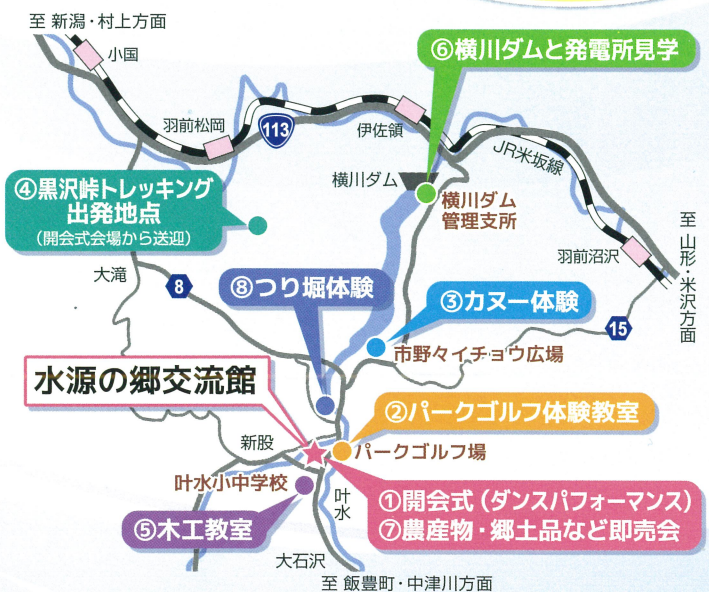 至 新潟・村上方面
小国
⑥横川ダムと発電所見学
羽前松岡
113
伊佐領
JR米坂線
横川ダム
④黒沢峠トレッキング
出発地点
(開会式会場から送迎)
横川ダム
管理支所
至 山形・米沢方面
羽前沼沢
大滝
8
⑧つり堀体験
③カヌー体験
15
市野々イチョウ広場
水源の郷交流館
②パークゴルフ体験教室
新股
パークゴルフ場
叶水小中学校
叶水
①開会式(ダンスパフォーマンス)
⑦農産物・郷土品など即売会
⑤木工教室
大石沢
至 飯豊町・中津川方面